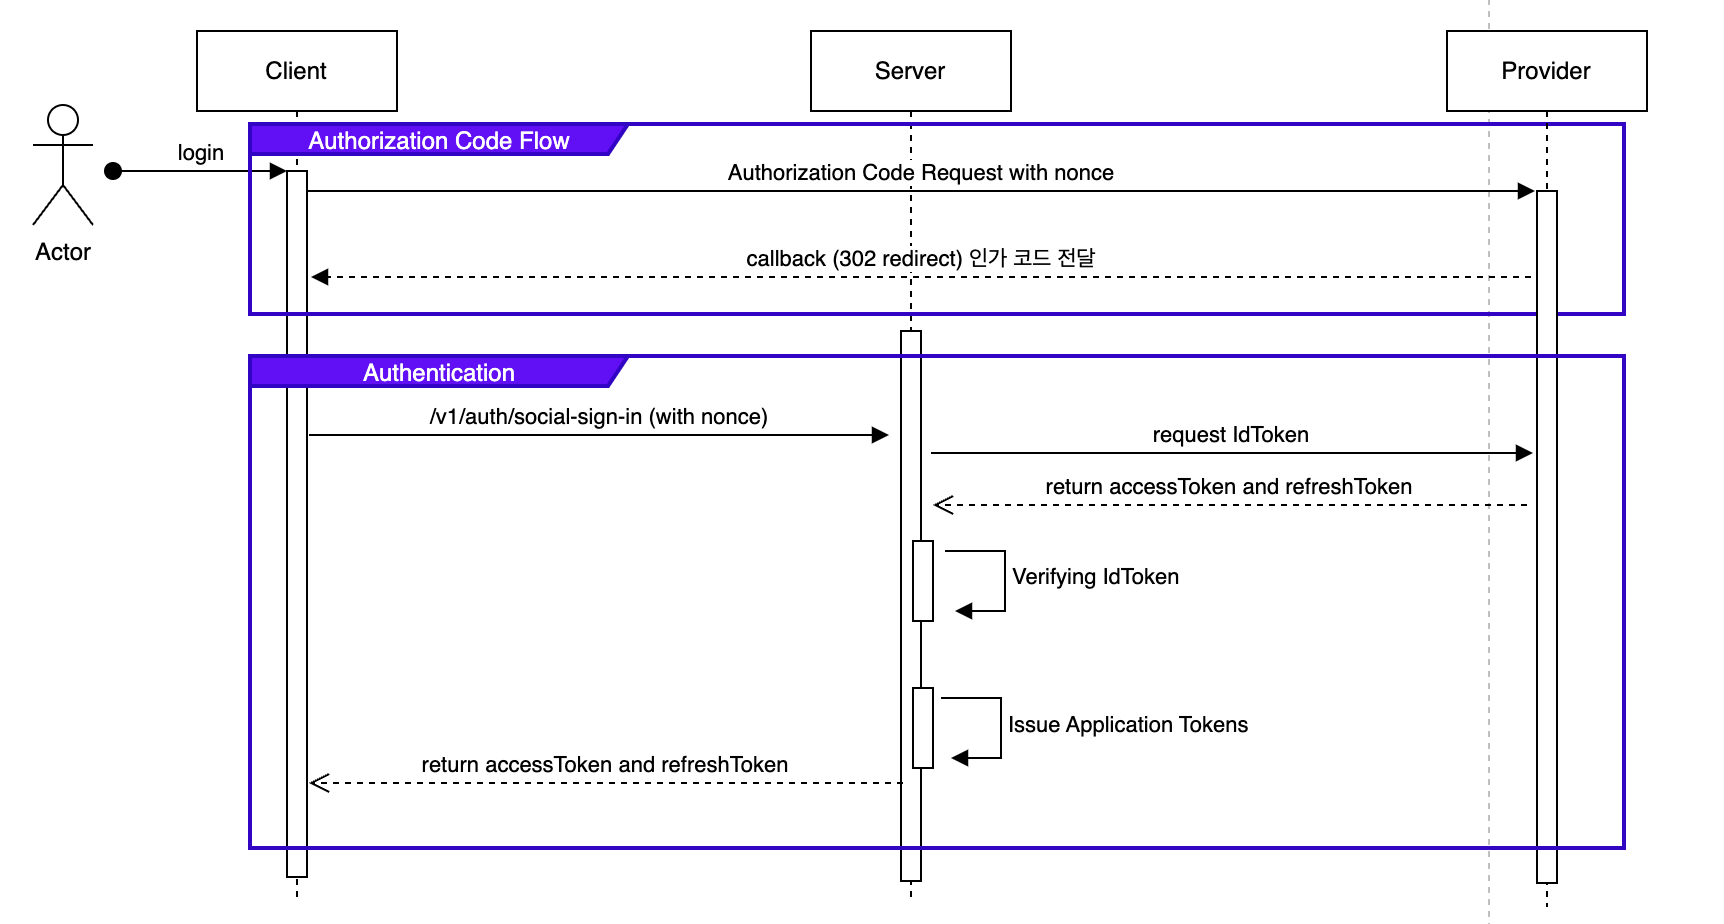 Client
Server
Provider
Authorization Code Flow
login
Authorization Code Request with nonce
Actor
callback (302 redirect) 인가 코드 전달
Authentication
/v1/auth/social-sign-in (with nonce)
request IdToken
return accessToken and refreshToken
Verifying IdToken
Issue Application Tokens
return accessToken and refreshToken